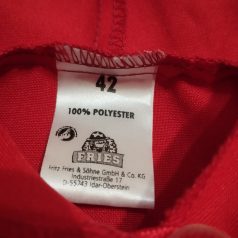 42
100% POLYESTER
FRIES
Fritz Fries & Söhne GmbH & Co. KG
Industriestraße 17
D-55743 Idar-Oberstein